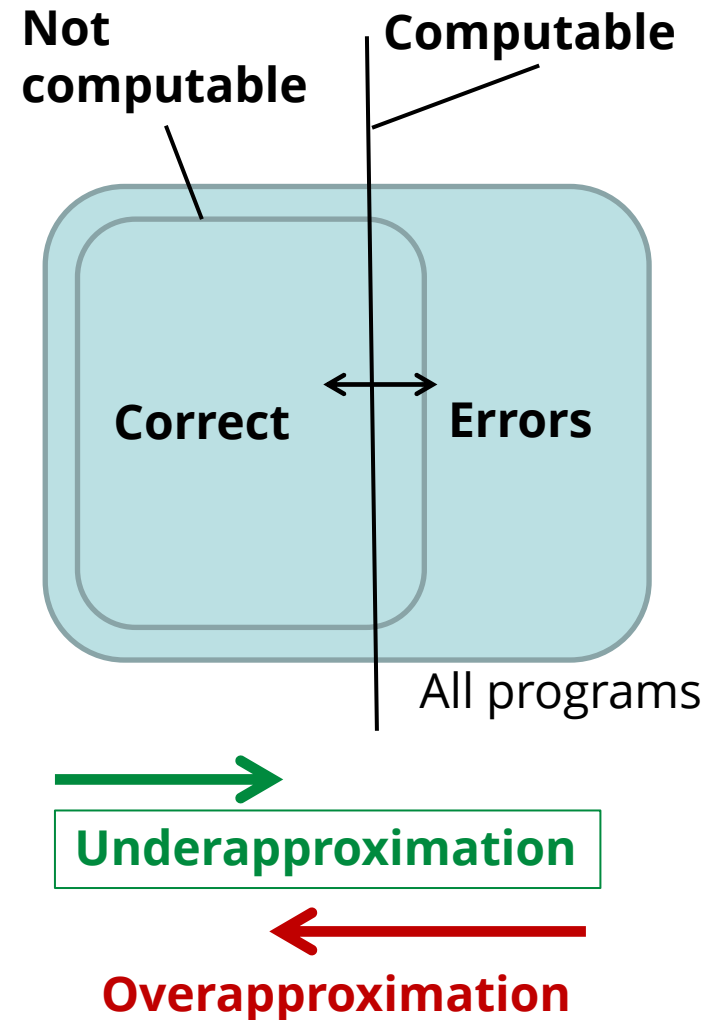 Not
computable
Computable
Correct
Errors
All programs
Underapproximation
Overapproximation